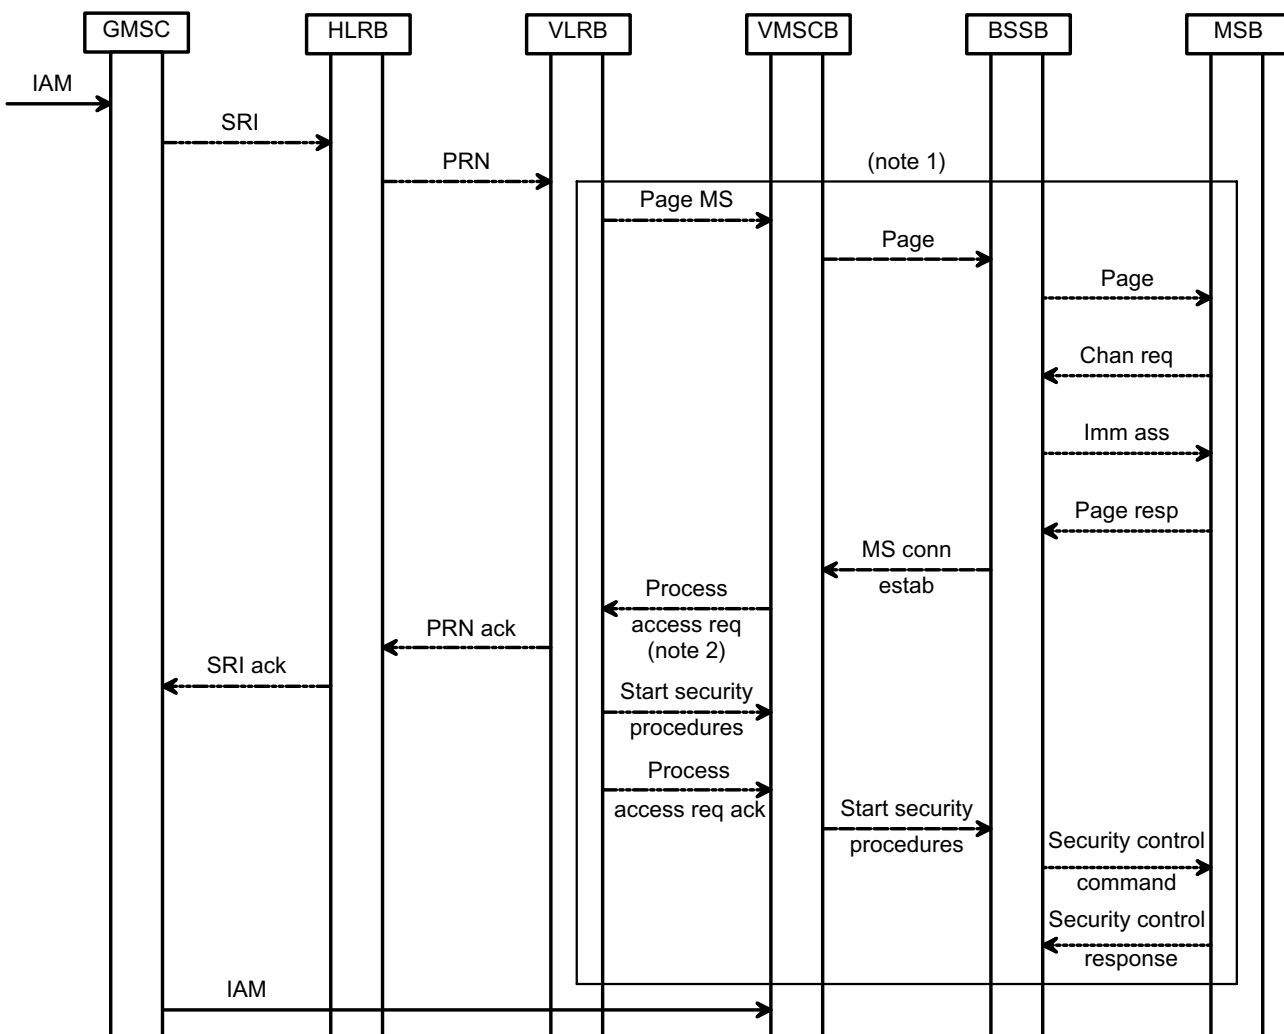 GMSC HLRB VLRB VMSCB BSSB MSB
IAM
SRI
PRN
(note 1)
Page MS
Page
Page
Chan req
Imm ass
Page resp
MS conn
estab
Process
access req
(note 2)
PRN ack
SRI ack
Start security
procedures
Process
access req ack
Start security
procedures
Security control
command
Security control
response
IAM